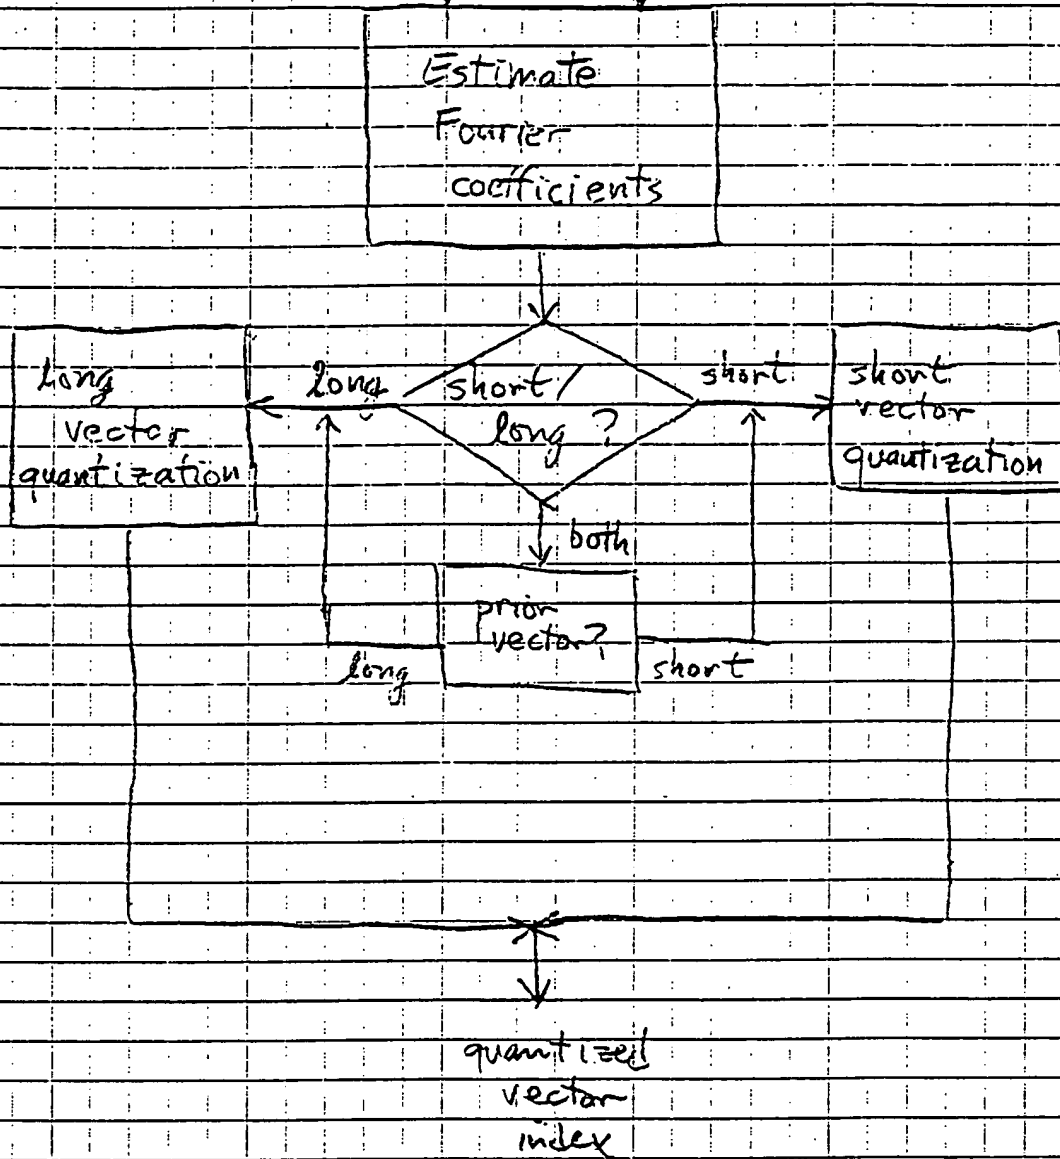 Estimate
Fourier
coefficients
long
short /
long ?
short
Long
vector
quantization
short
vector
quantization
both
prior
vector?
long
short
quantized
vector
index